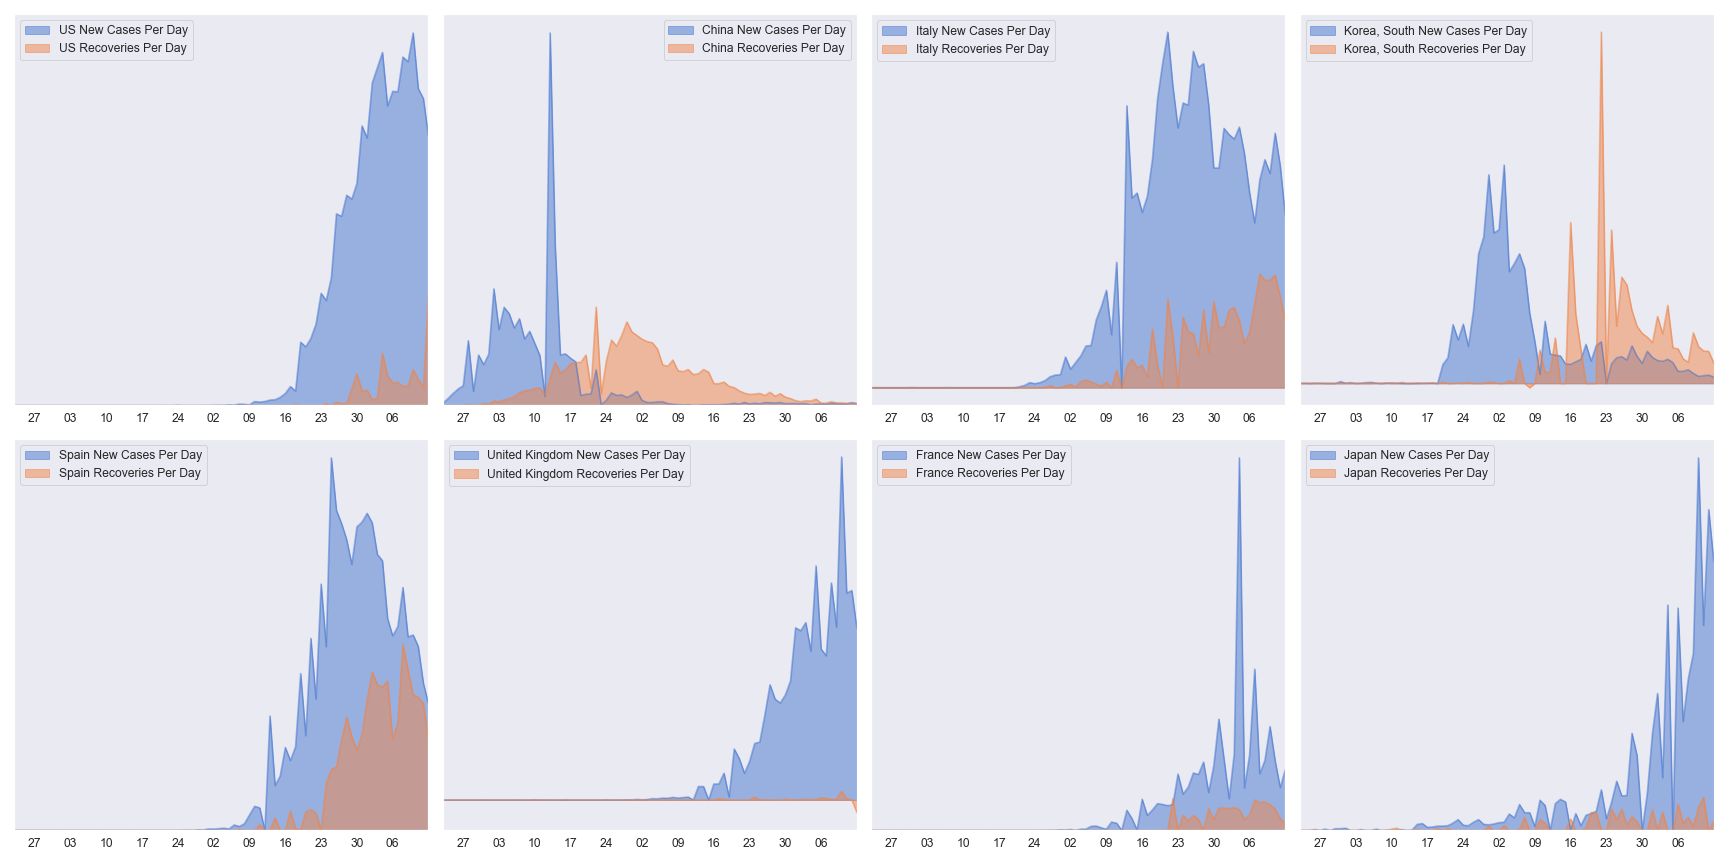 US New Cases Per Day
US Recoveries Per Day
27 03 10 17 24 02 09 16 23 30 06
China New Cases Per Day
China Recoveries Per Day
27 03 10 17 24 02 09 16 23 30 06
Italy New Cases Per Day
Italy Recoveries Per Day
27 03 10 17 24 02 09 16 23 30 06
Korea, South New Cases Per Day
Korea, South Recoveries Per Day
27 03 10 17 24 02 09 16 23 30 06
Spain New Cases Per Day
Spain Recoveries Per Day
27 03 10 17 24 02 09 16 23 30 06
United Kingdom New Cases Per Day
United Kingdom Recoveries Per Day
27 03 10 17 24 02 09 16 23 30 06
France New Cases Per Day
France Recoveries Per Day
27 03 10 17 24 02 09 16 23 30 06
Japan New Cases Per Day
Japan Recoveries Per Day
27 03 10 17 24 02 09 16 23 30 06